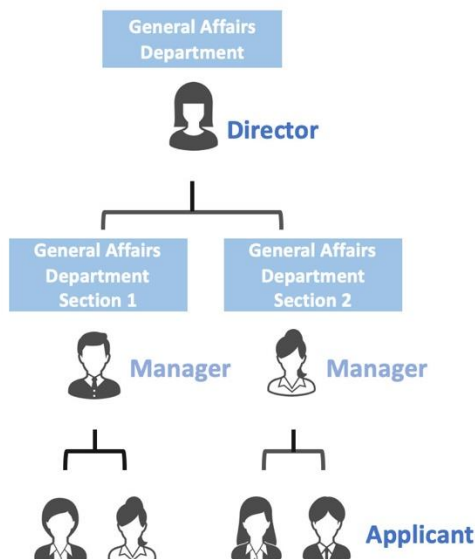 General Affairs
Department
Director
General Affairs
Department
Section 1
General Affairs
Department
Section 2
Manager
Manager
Applicant